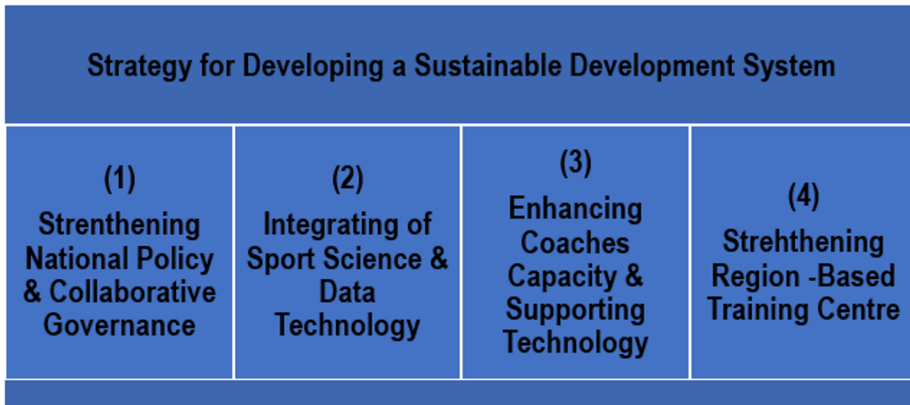 Strategy for Developing a Sustainable Development System
(1)
Strenthening
National Policy
& Collaborative
Governance
(2)
Integrating of
Sport Science &
Data
Technology
(3)
Enhancing
Coaches
Capacity &
Supporting
Technology
(4)
Strehthening
Region -Based
Training Centre